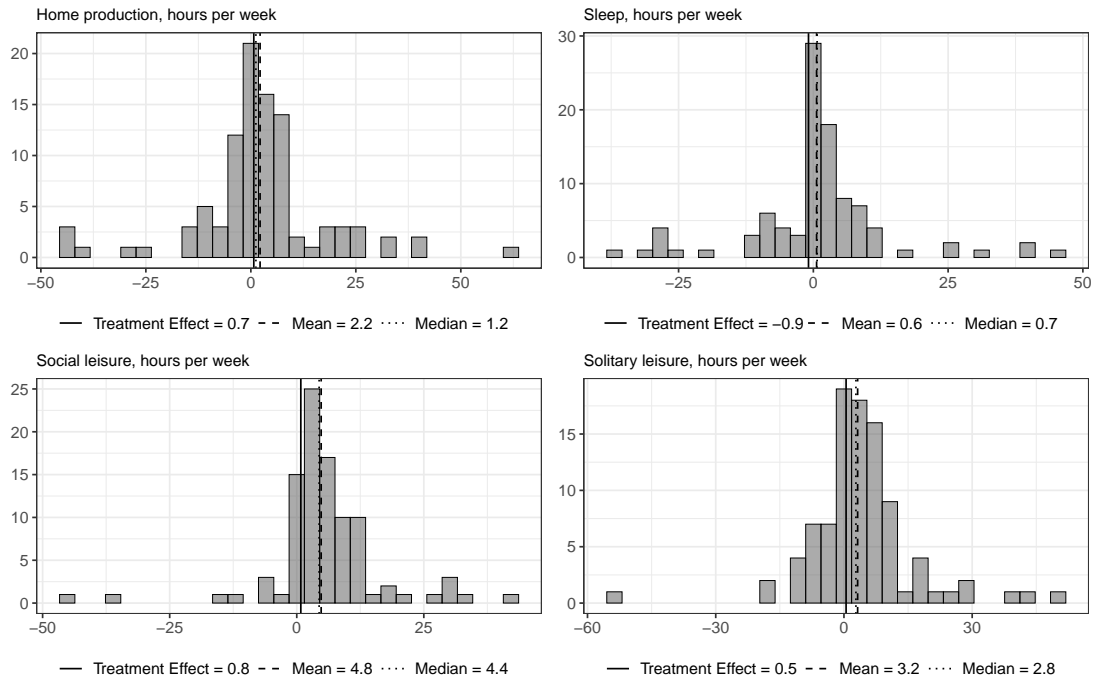 Home production, hours per week
20
15
10
5
0
−50 −25 0 25 50
Treatment Effect = 0.7 Mean = 2.2 Median = 1.2
Sleep, hours per week
30
20
10
0
−25 0 25 50
Treatment Effect = −0.9 Mean = 0.6 Median = 0.7
Social leisure, hours per week
25
20
15
10
5
0
−50 −25 0 25
Treatment Effect = 0.8 Mean = 4.8 Median = 4.4
Solitary leisure, hours per week
15
10
5
0
−60 −30 0 30
Treatment Effect = 0.5 Mean = 3.2 Median = 2.8